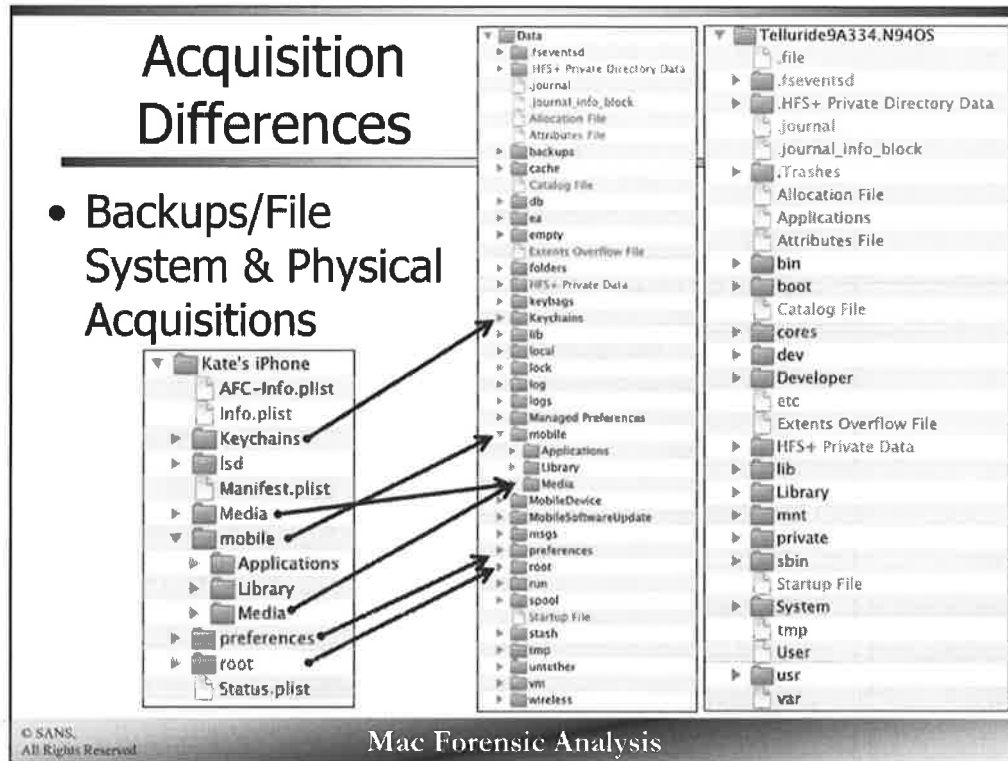 Acquisition
Differences
• Backups/File
System & Physical
Acquisitions
Kate's iPhone
AFC-Info.plist
Info.plist
Keychains
lsd
Manifest.plist
Media
mobile
Applications
Library
Media
preferences
root
Status.plist
Data
.fseventsd
.HFS+ Private Directory Data
.journal
.journal_info_block
Allocation File
Attributes File
backups
cache
Catalog File
db
ea
empty
Extents Overflow File
folders
HFS+ Private Data
keybags
Keychains
lib
local
lock
log
logs
Managed Preferences
mobile
Applications
Library
Media
MobileDevice
MobileSoftwareUpdate
msgs
preferences
root
run
spool
Startup File
stash
tmp
untether
vm
wireless
Telluride9A334.N94OS
.file
.fseventsd
.HFS+ Private Directory Data
.journal
.journal_info_block
.Trashes
Allocation File
Applications
Attributes File
bin
boot
Catalog File
cores
dev
Developer
etc
Extents Overflow File
HFS+ Private Data
lib
Library
mnt
private
sbin
Startup File
System
tmp
User
usr
var
© SANS,
All Rights Reserved
Mac Forensic Analysis